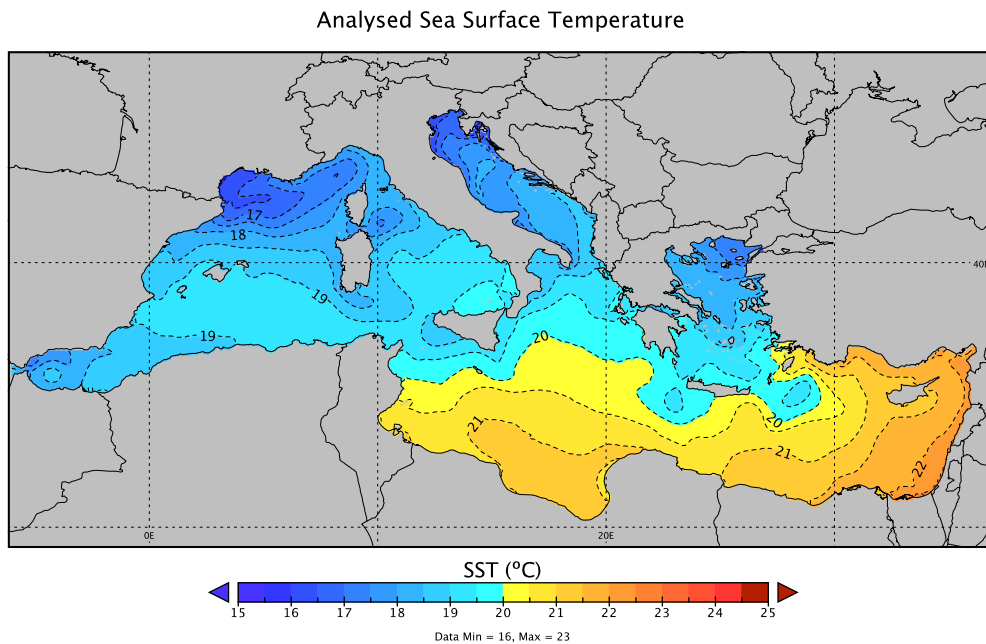 Analysed Sea Surface Temperature
17
18
19
19
20
21
20
21
22
40N
0E
20E
SST (ºC)
15 16 17 18 19 20 21 22 23 24 25
Data Min = 16, Max = 23